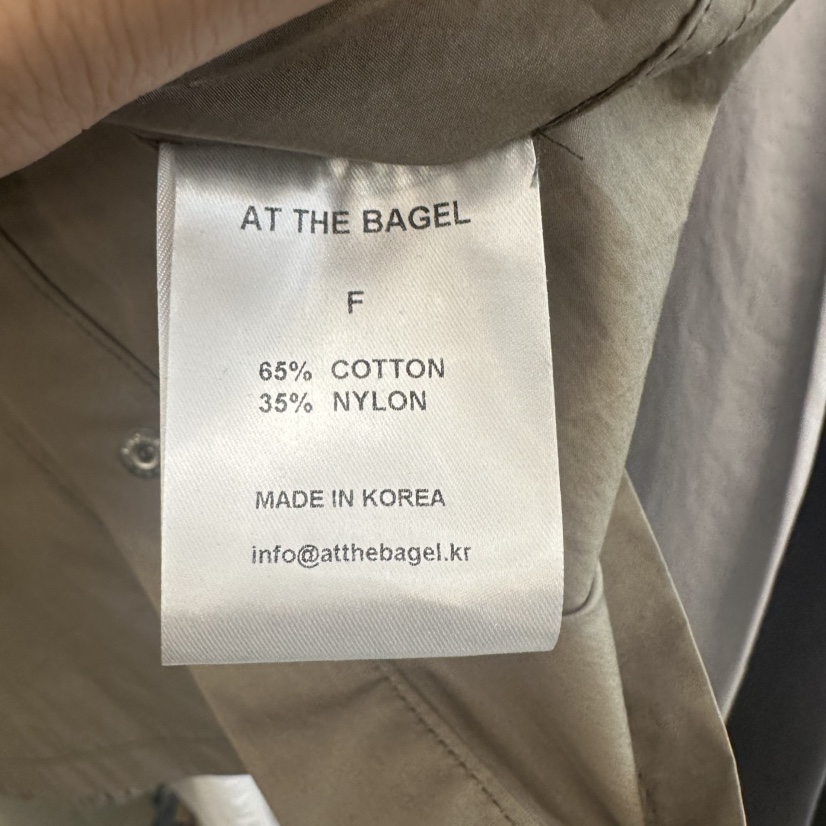 AT THE BAGEL
F
65% COTTON
35% NYLON
MADE IN KOREA
info@atthebagel.kr